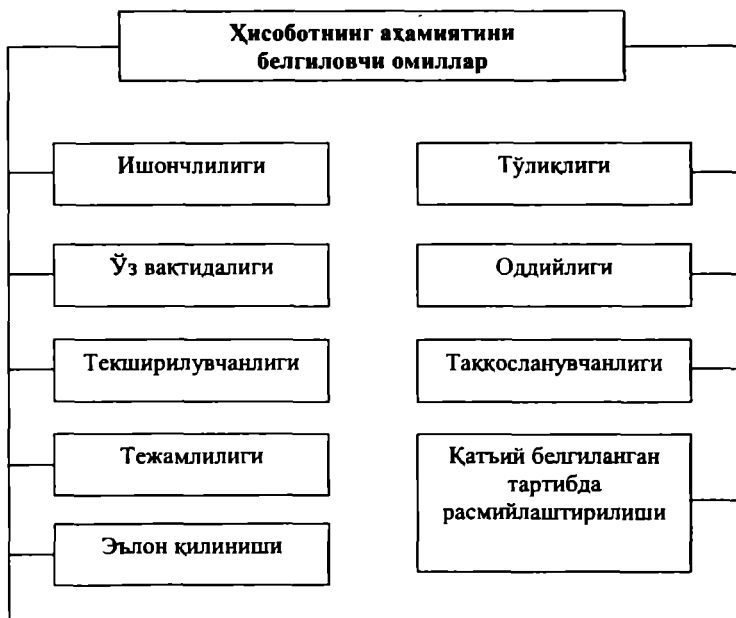 Ҳисоботнинг аҳамиятини
белгиловчи омиллар
Ишончлилиги
Тўлиқлиги
Ўз вақтидалиги
Оддийлиги
Текширилувчанлиги
Таққосланувчанлиги
Тежамлилиги
Қатъий белгиланган
тартибда
расмийлаштирилиши
Эълон қилиниши